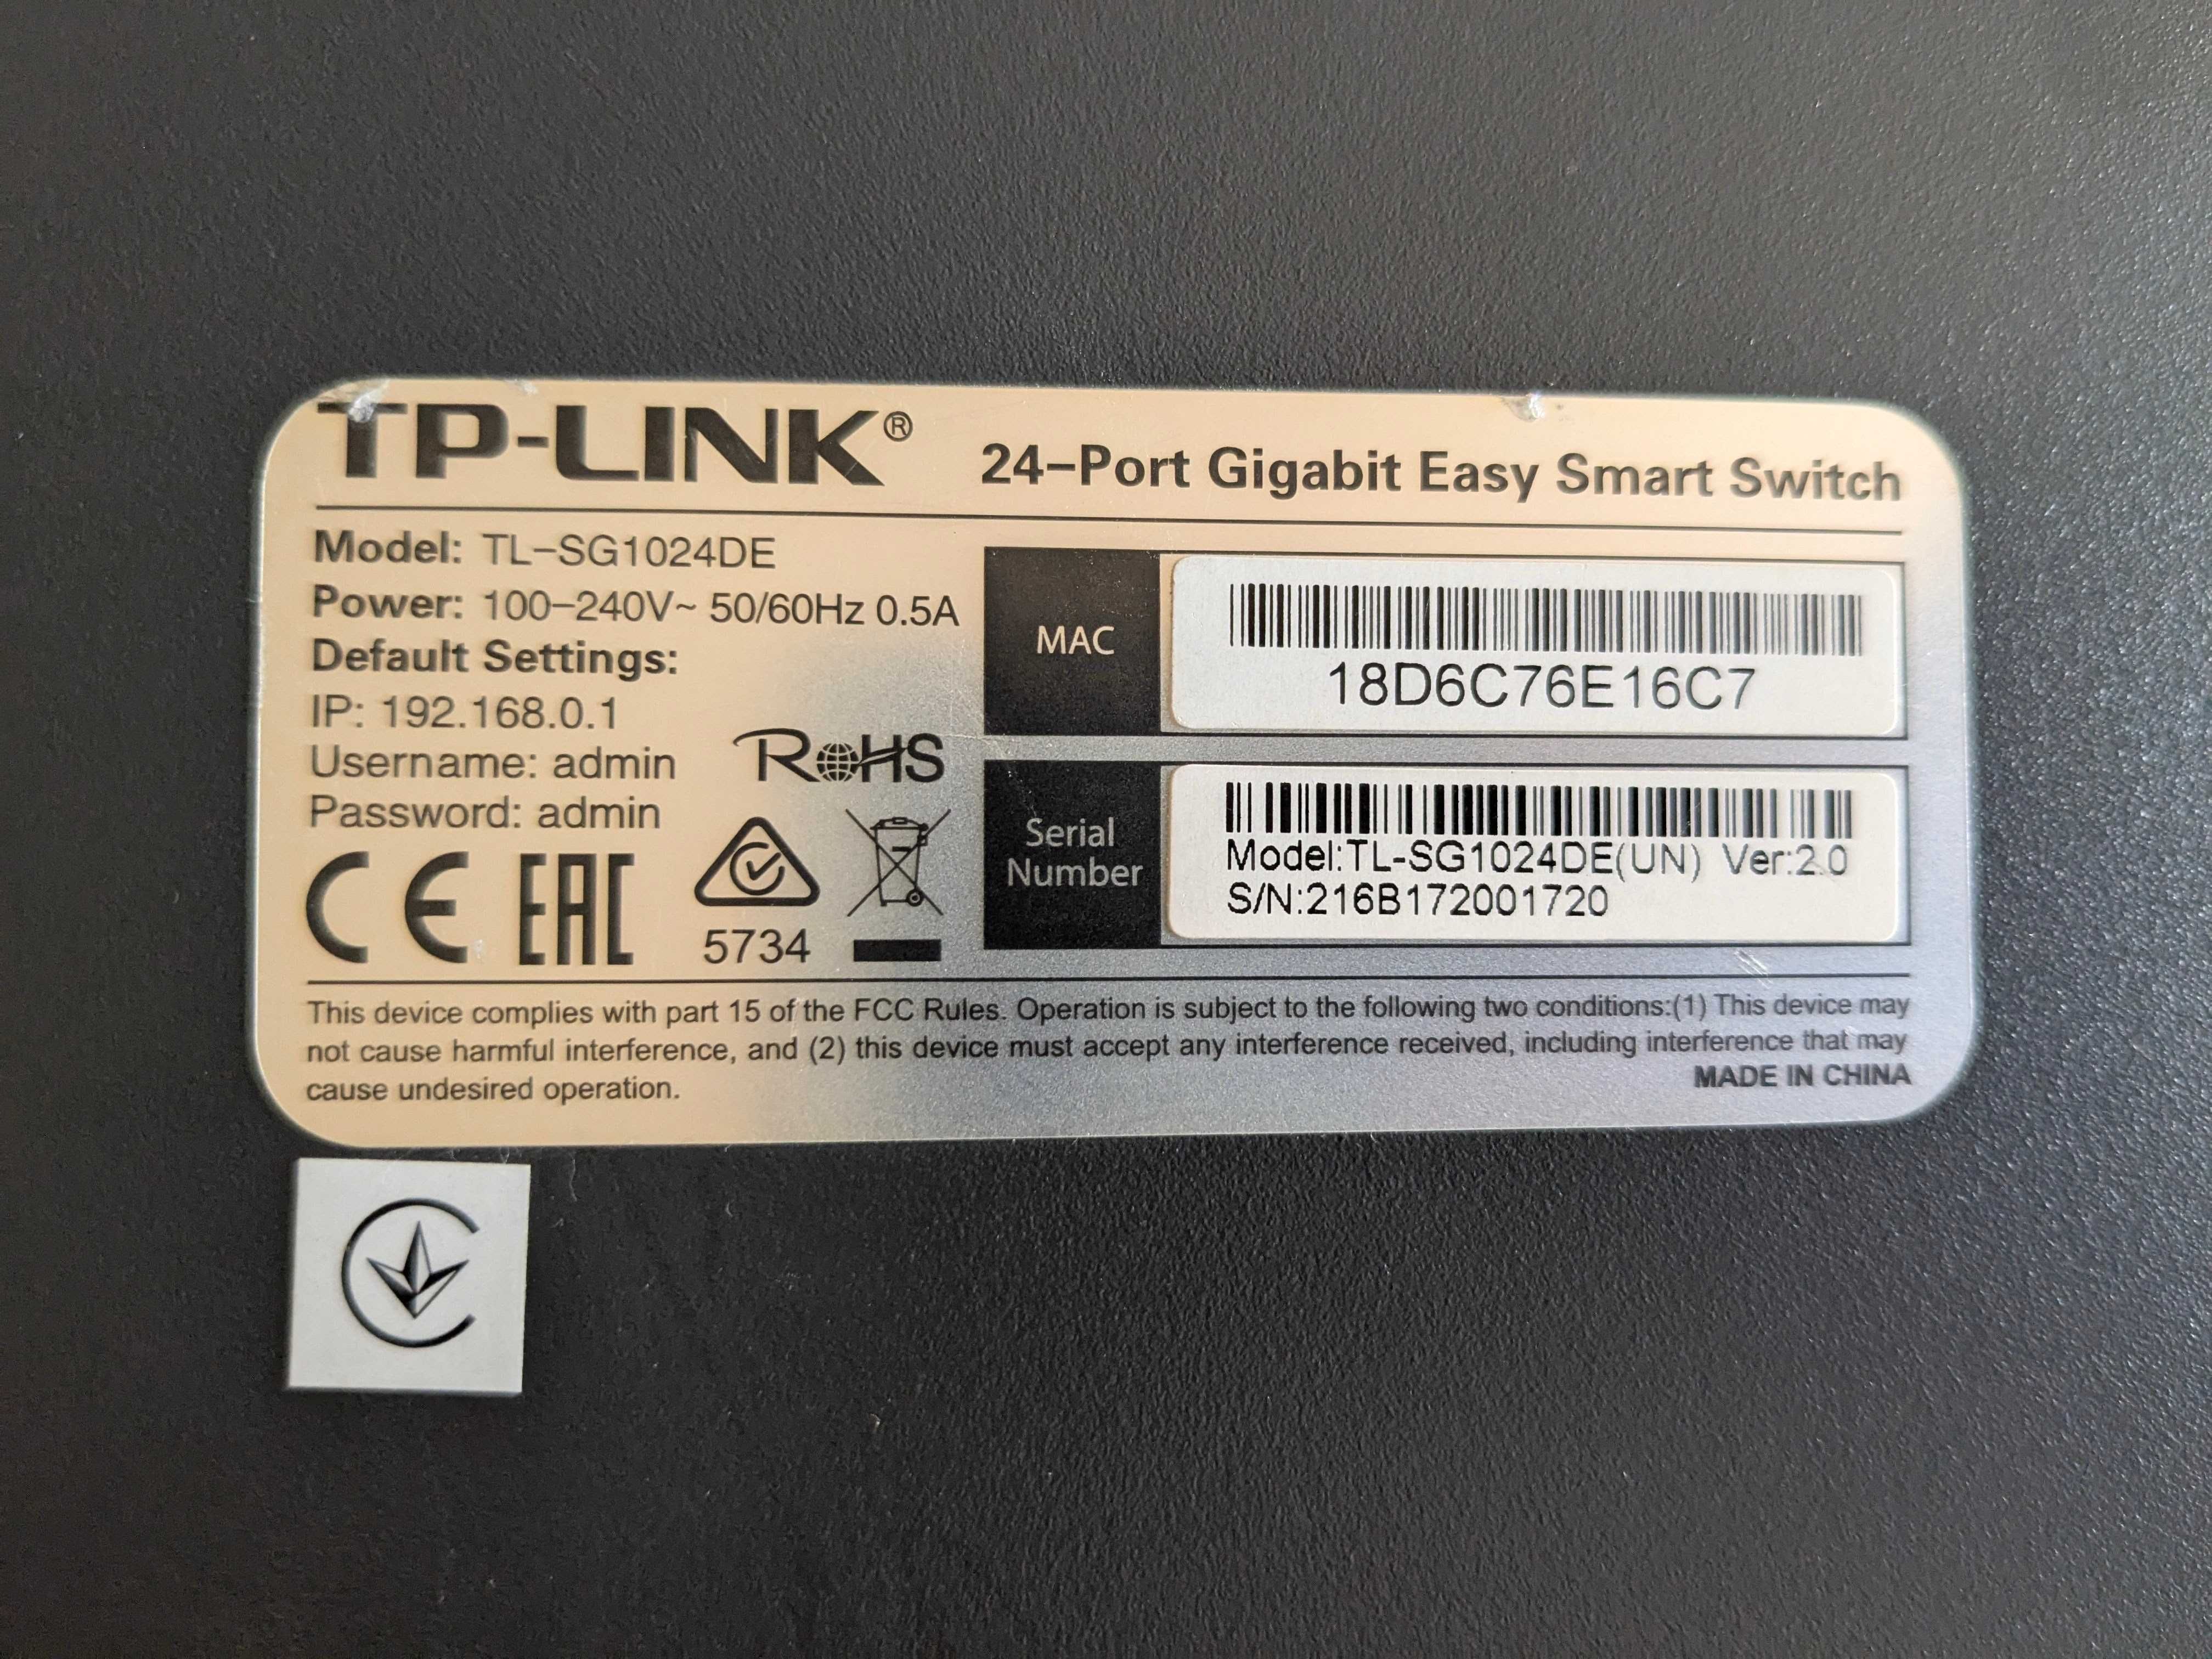 TP-LINK®
24-Port Gigabit Easy Smart Switch
Model: TL-SG1024DE
Power: 100-240V~ 50/60Hz 0.5A
Default Settings:
IP: 192.168.0.1
Username: admin
Password: admin
RoHS
CE EAC
5734
MAC
18D6C76E16C7
Serial
Number
Model:TL-SG1024DE(UN) Ver:2.0
S/N:216B172001720
This device complies with part 15 of the FCC Rules. Operation is subject to the following two conditions:(1) This device may
not cause harmful interference, and (2) this device must accept any interference received, including interference that may
cause undesired operation.
MADE IN CHINA